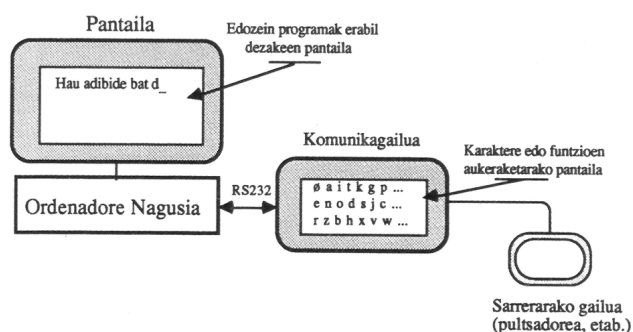 Pantaila
Edozein programak erabil
dezakeen pantaila
Hau adibide bat d_
Komunikagailua
Karaktere edo funtzioen
aukeraketarako pantaila
RS232
Ordenadore Nagusia
ø a i t k g p ...
e n o d s j c ...
r z b h x v w ...
Sarrerarako gailua
(pultsadorea, etab.)